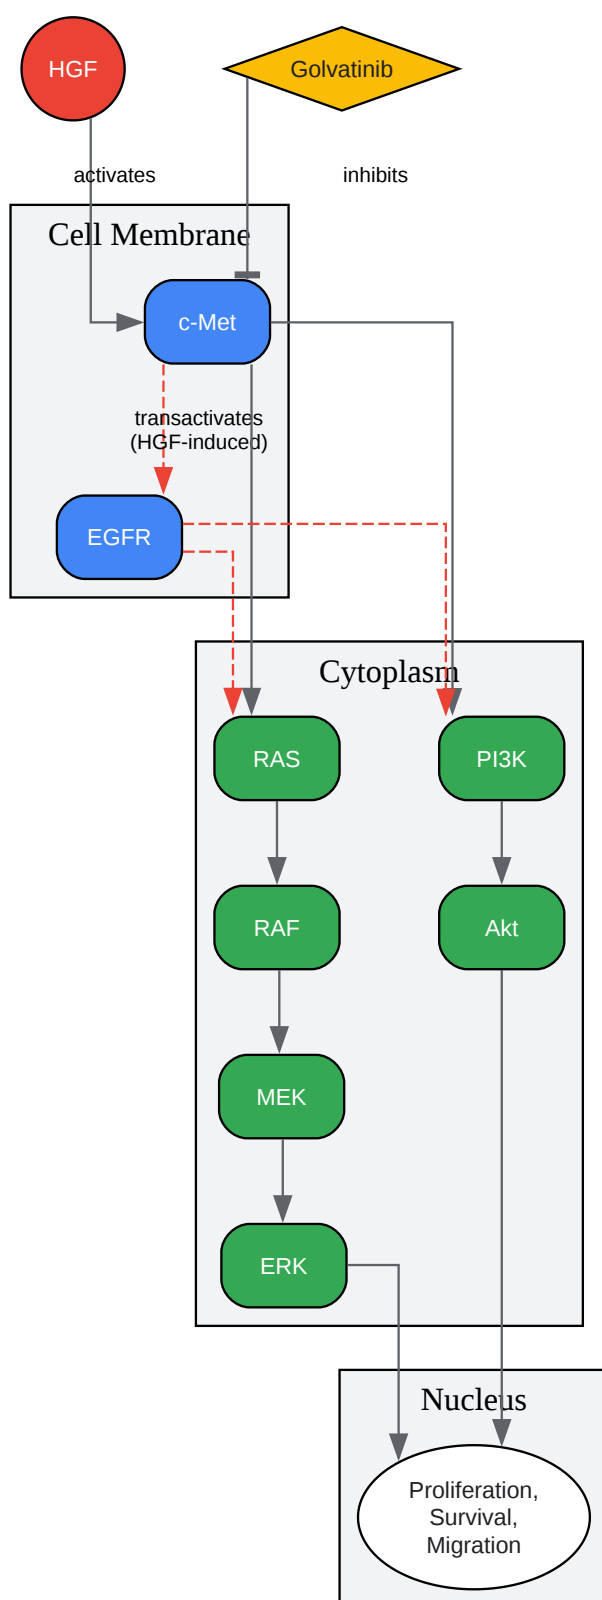 HGF
Golvatinib
activates
inhibits
Cell Membrane
c-Met
transactivates
(HGF-induced)
EGFR
Cytoplasm
RAS
PI3K
RAF
Akt
MEK
ERK
Nucleus
Proliferation,
Survival,
Migration